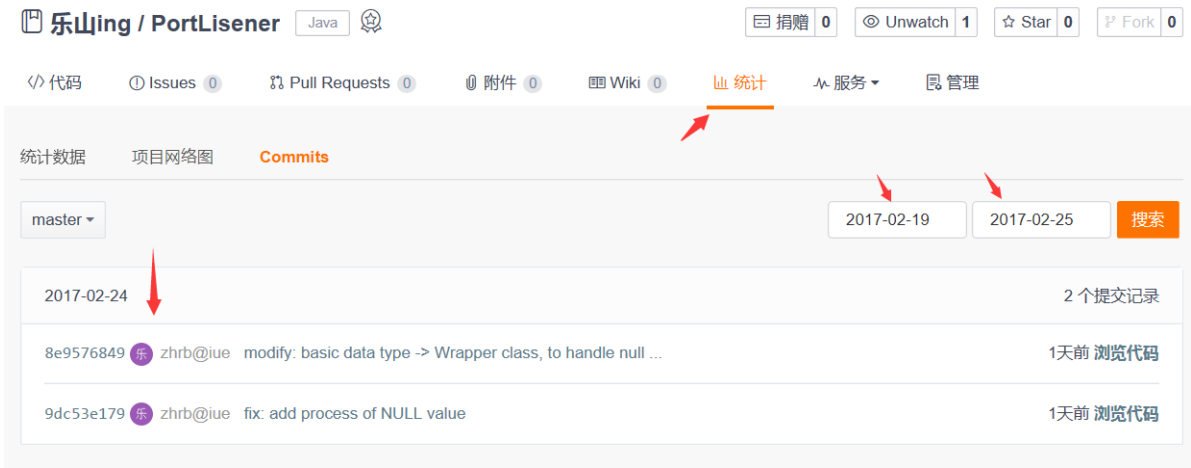 乐山ing / PortLisener Java 捐赠 0 Unwatch 1 Star 0 Fork 0
代码 Issues 0 Pull Requests 0 附件 0 Wiki 0 统计 服务 管理
统计数据 项目网络图 Commits
master 2017-02-19 2017-02-25 搜索
2017-02-24 2 个提交记录
8e9576849 乐 zhrb@iue modify: basic data type -> Wrapper class, to handle null ... 1天前 浏览代码
9dc53e179 乐 zhrb@iue fix: add process of NULL value 1天前 浏览代码